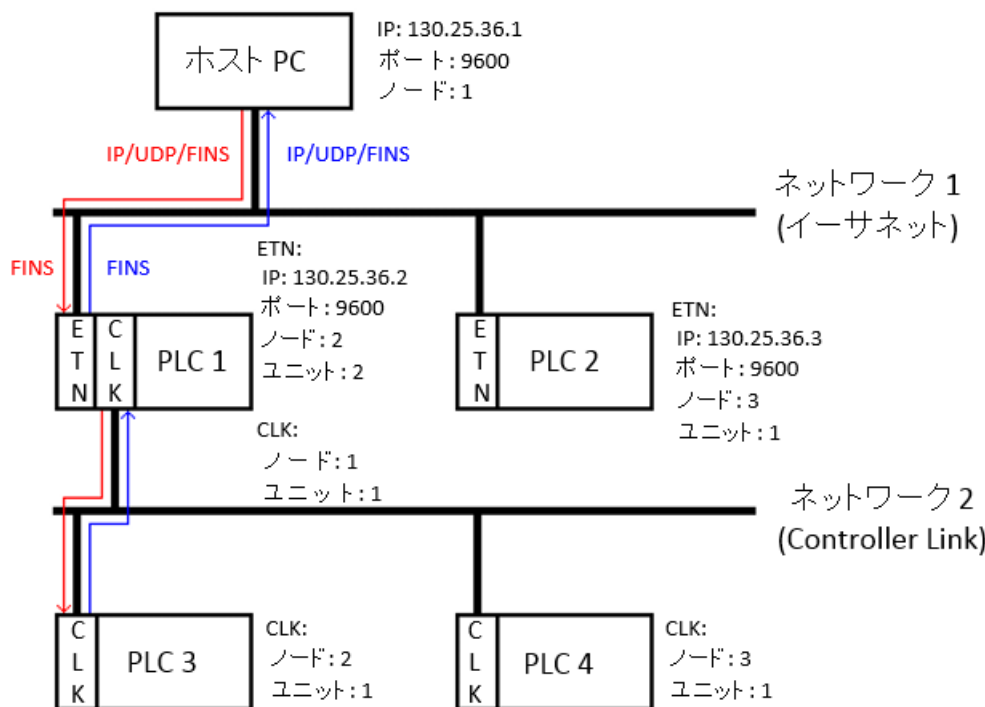 ホスト PC
IP: 130.25.36.1
ポート: 9600
ノード: 1
IP/UDP/FINS
IP/UDP/FINS
ネットワーク 1
(イーサネット)
FINS
FINS
ETN:
IP: 130.25.36.2
ポート: 9600
ノード: 2
ユニット: 2
ETN
CLK
PLC 1
ETN
PLC 2
ETN:
IP: 130.25.36.3
ポート: 9600
ノード: 3
ユニット: 1
CLK:
ノード: 1
ユニット: 1
ネットワーク 2
(Controller Link)
CLK
PLC 3
CLK:
ノード: 2
ユニット: 1
CLK
PLC 4
CLK:
ノード: 3
ユニット: 1